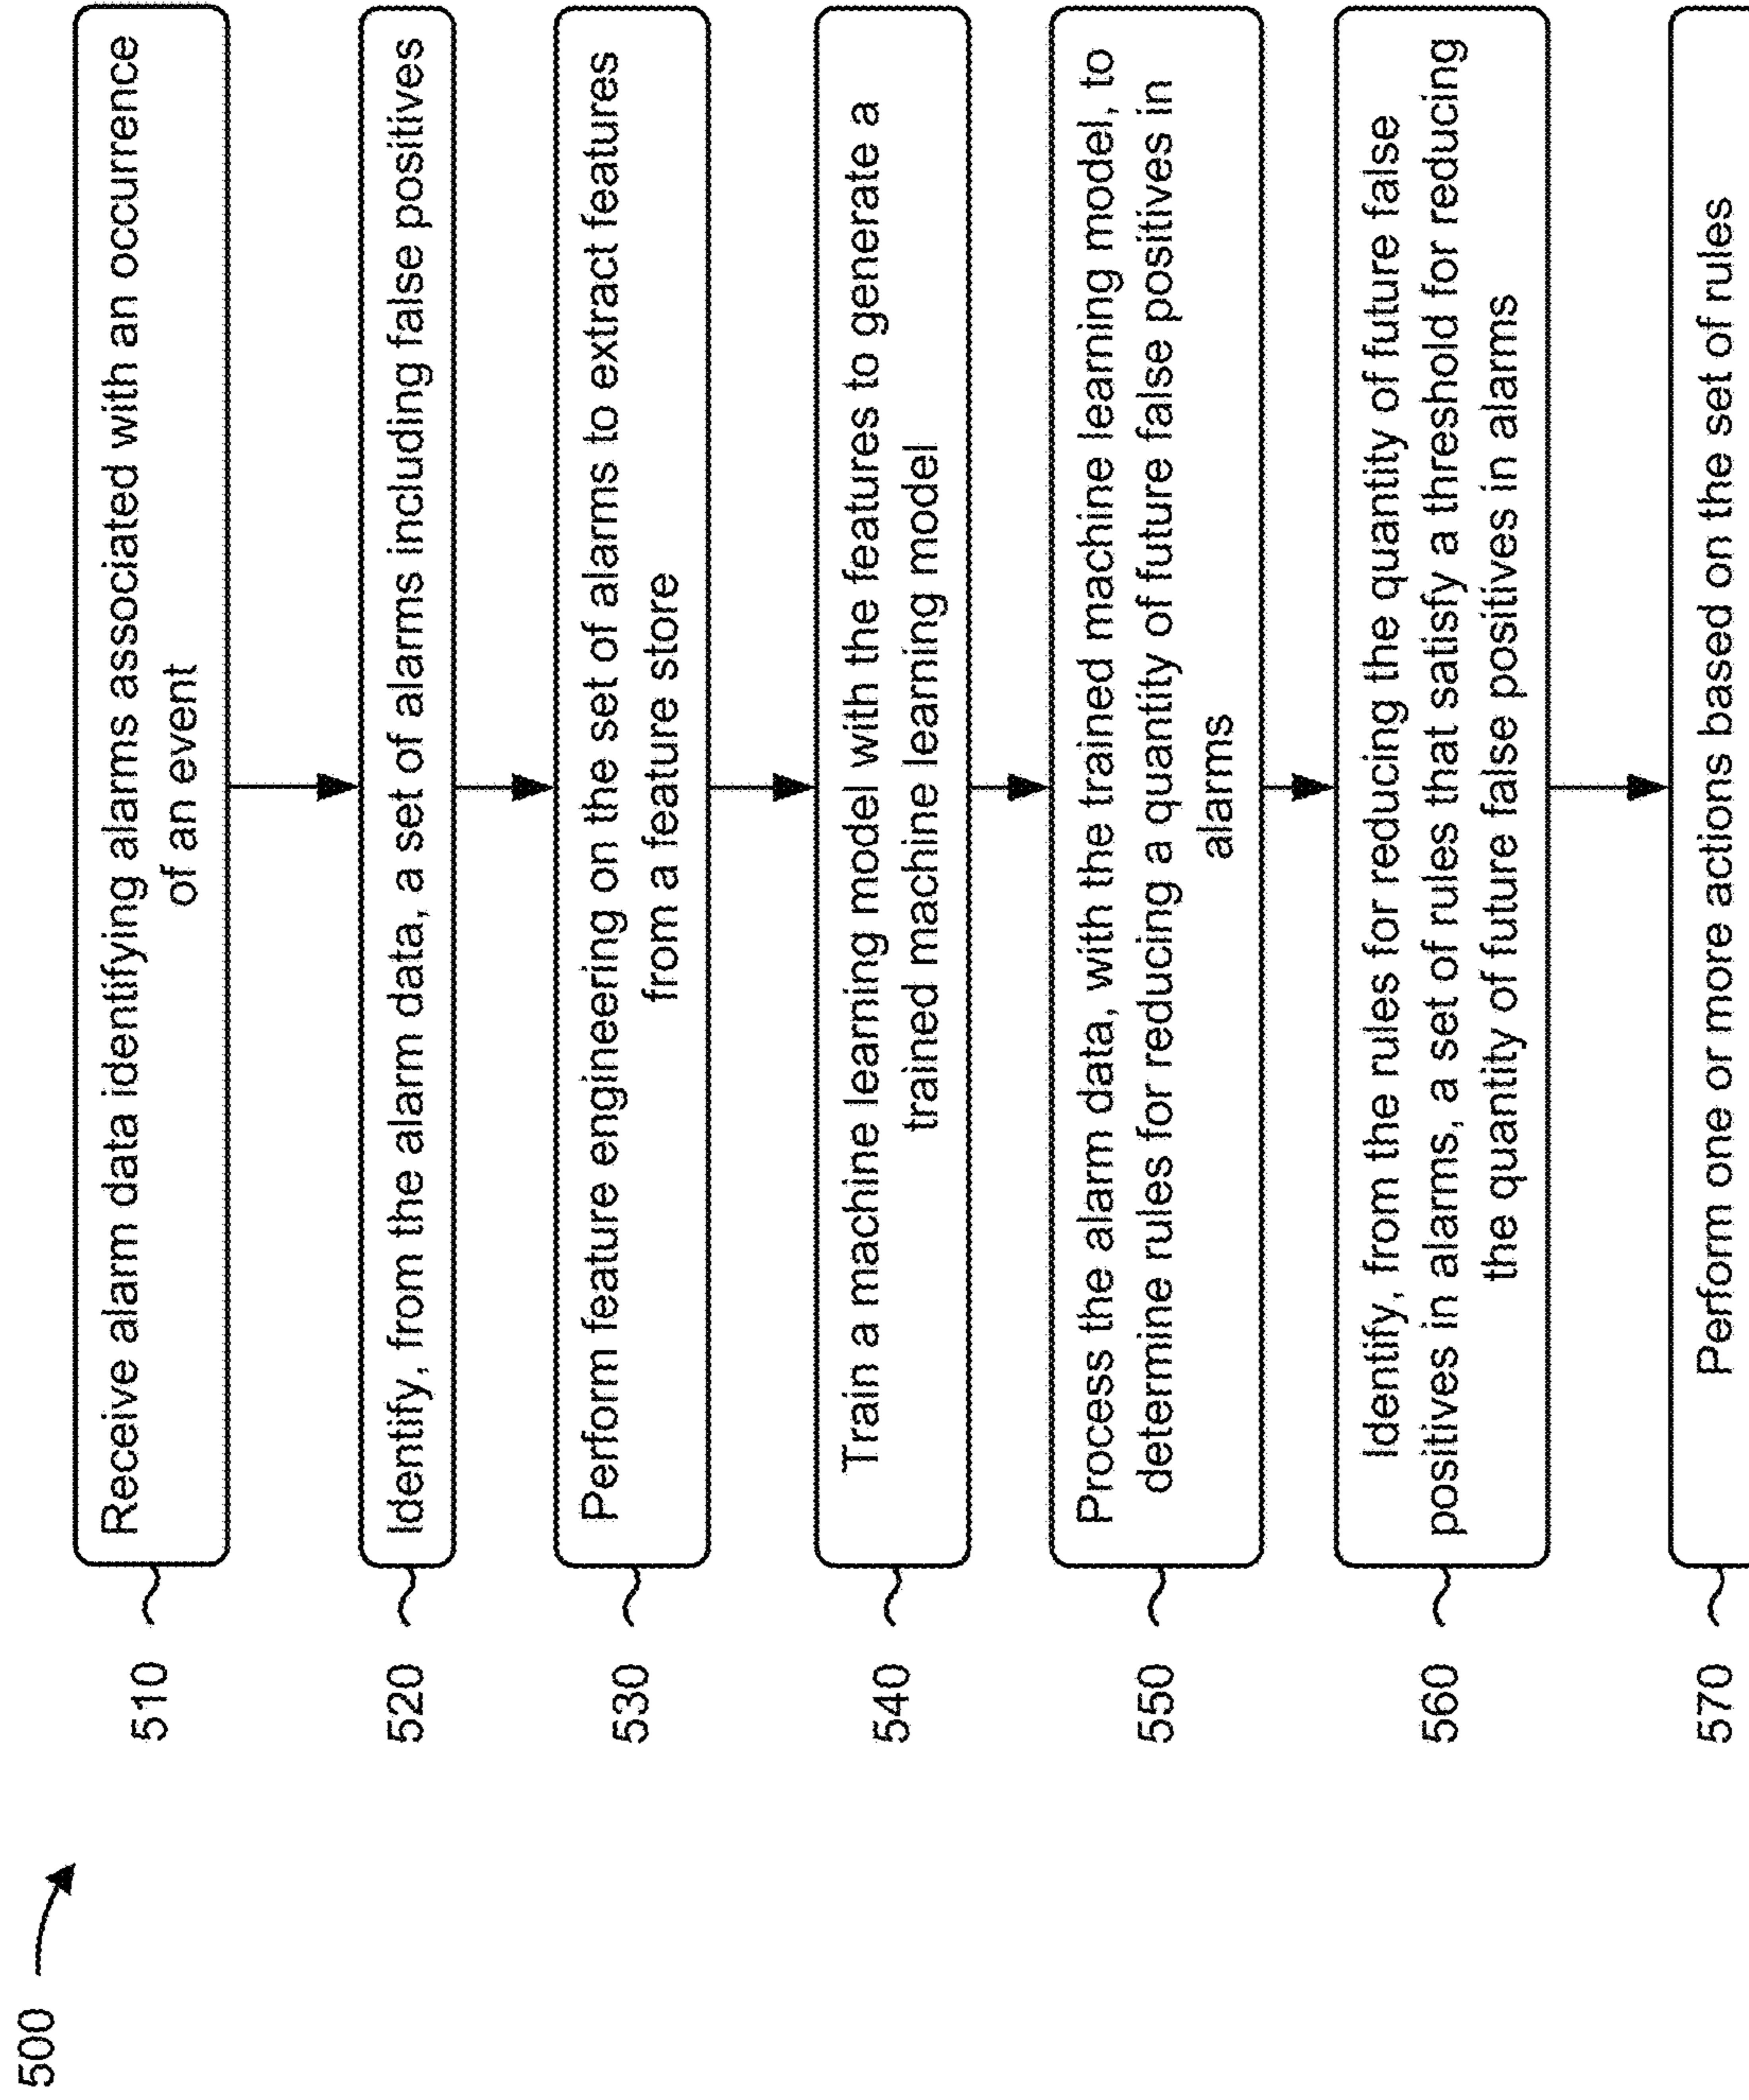 500
510
Receive alarm data identifying alarms associated with an occurrence
of an event
520
Identify, from the alarm data, a set of alarms including false positives
530
Perform feature engineering on the set of alarms to extract features
from a feature store
540
Train a machine learning model with the features to generate a
trained machine learning model
550
Process the alarm data, with the trained machine learning model, to
determine rules for reducing a quantity of future false positives in
alarms
560
Identify, from the rules for reducing the quantity of future false
positives in alarms, a set of rules that satisfy a threshold for reducing
the quantity of future false positives in alarms
570
Perform one or more actions based on the set of rules